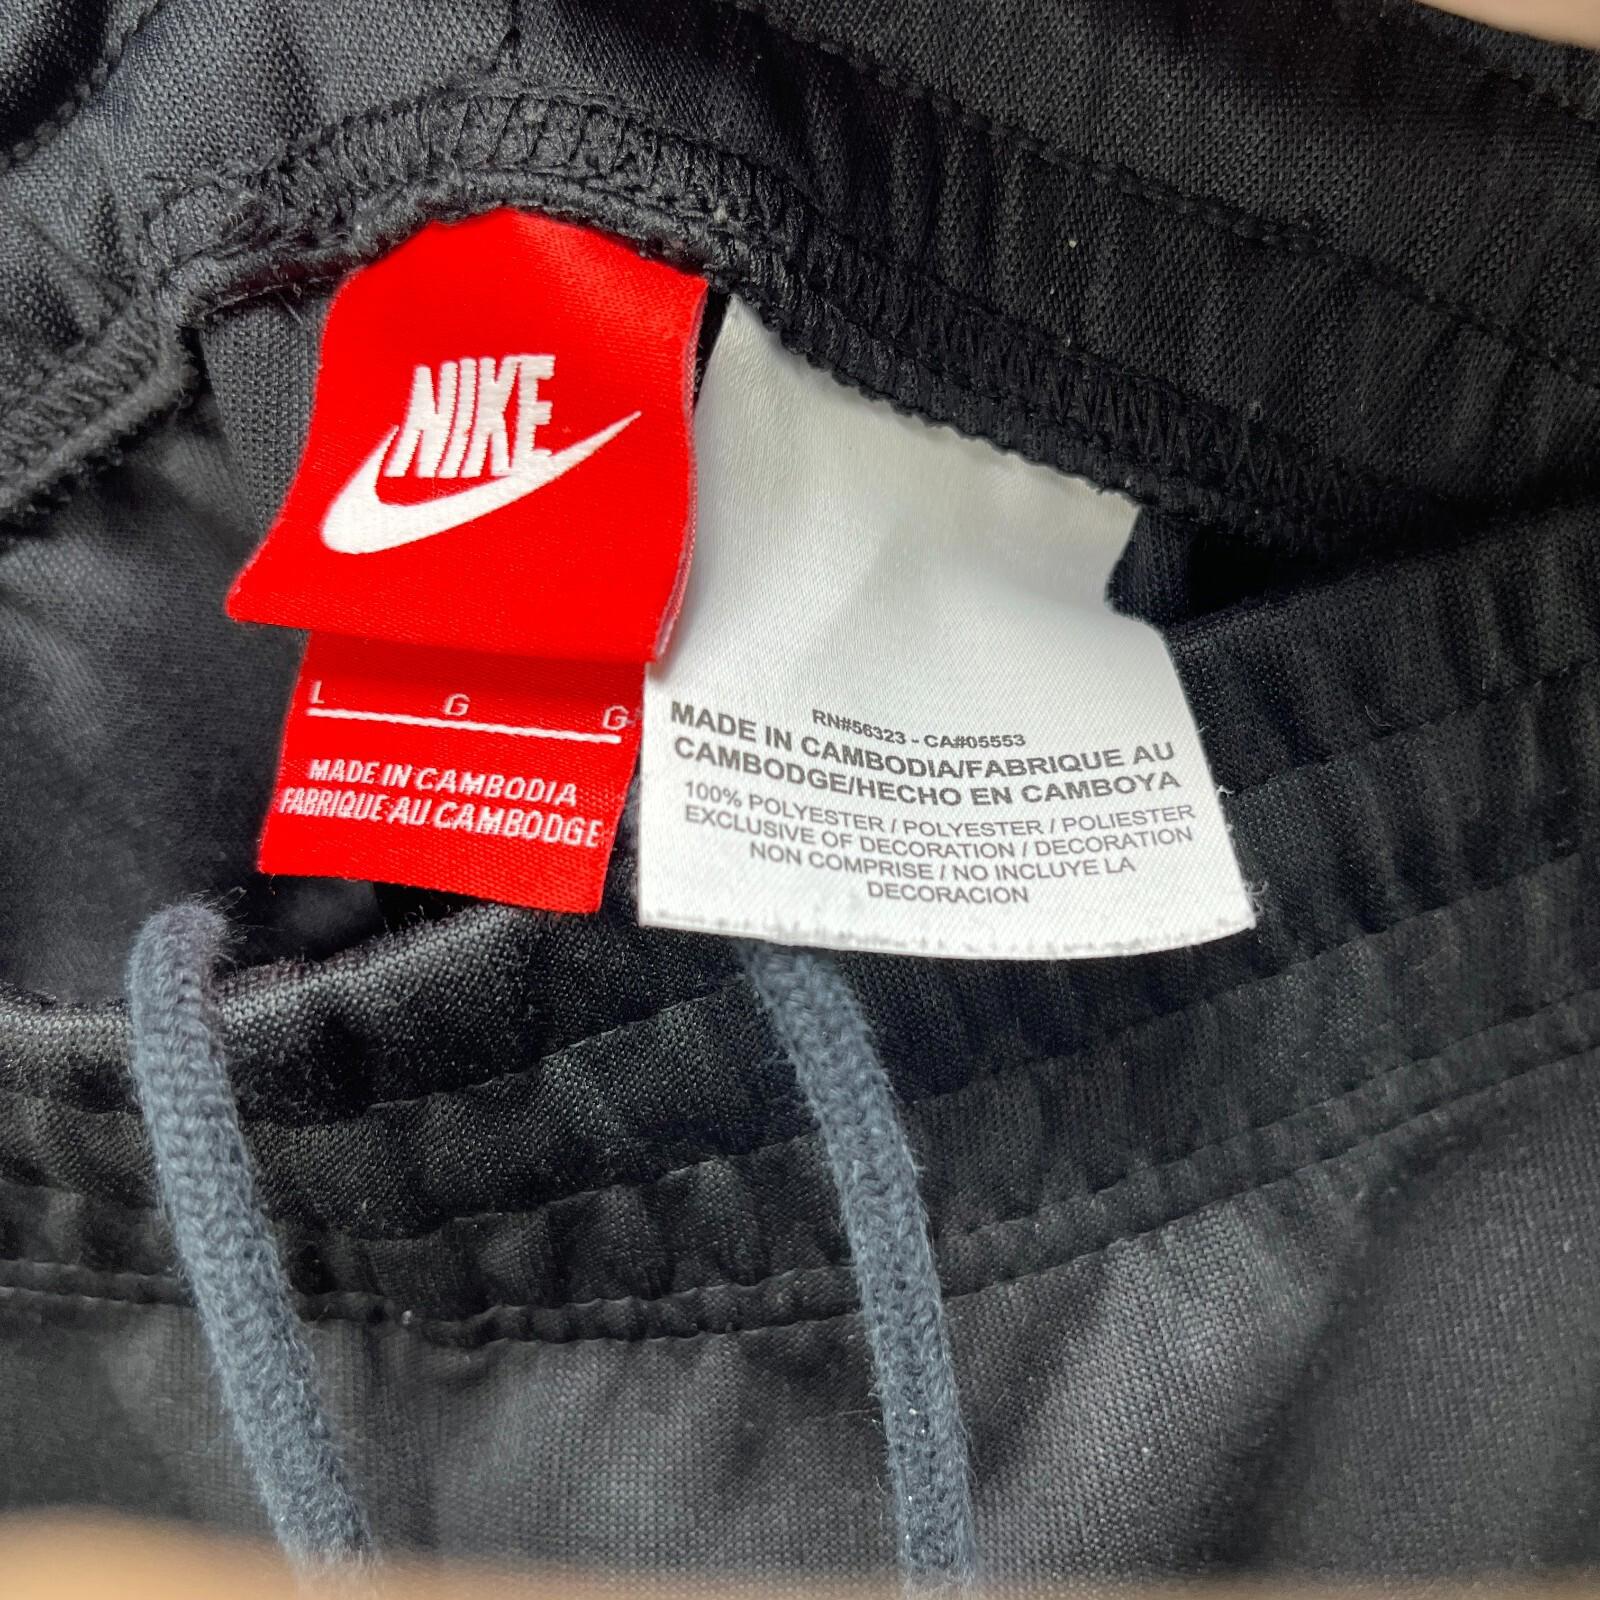 NIKE
L G G
MADE IN CAMBODIA
FABRIQUE AU CAMBODGE
RN#56323 - CA#05553
MADE IN CAMBODIA/FABRIQUE AU
CAMBODGE/HECHO EN CAMBOYA
100% POLYESTER / POLYESTER / POLIESTER
EXCLUSIVE OF DECORATION / DECORATION
NON COMPRISE / NO INCLUYE LA
DECORACION